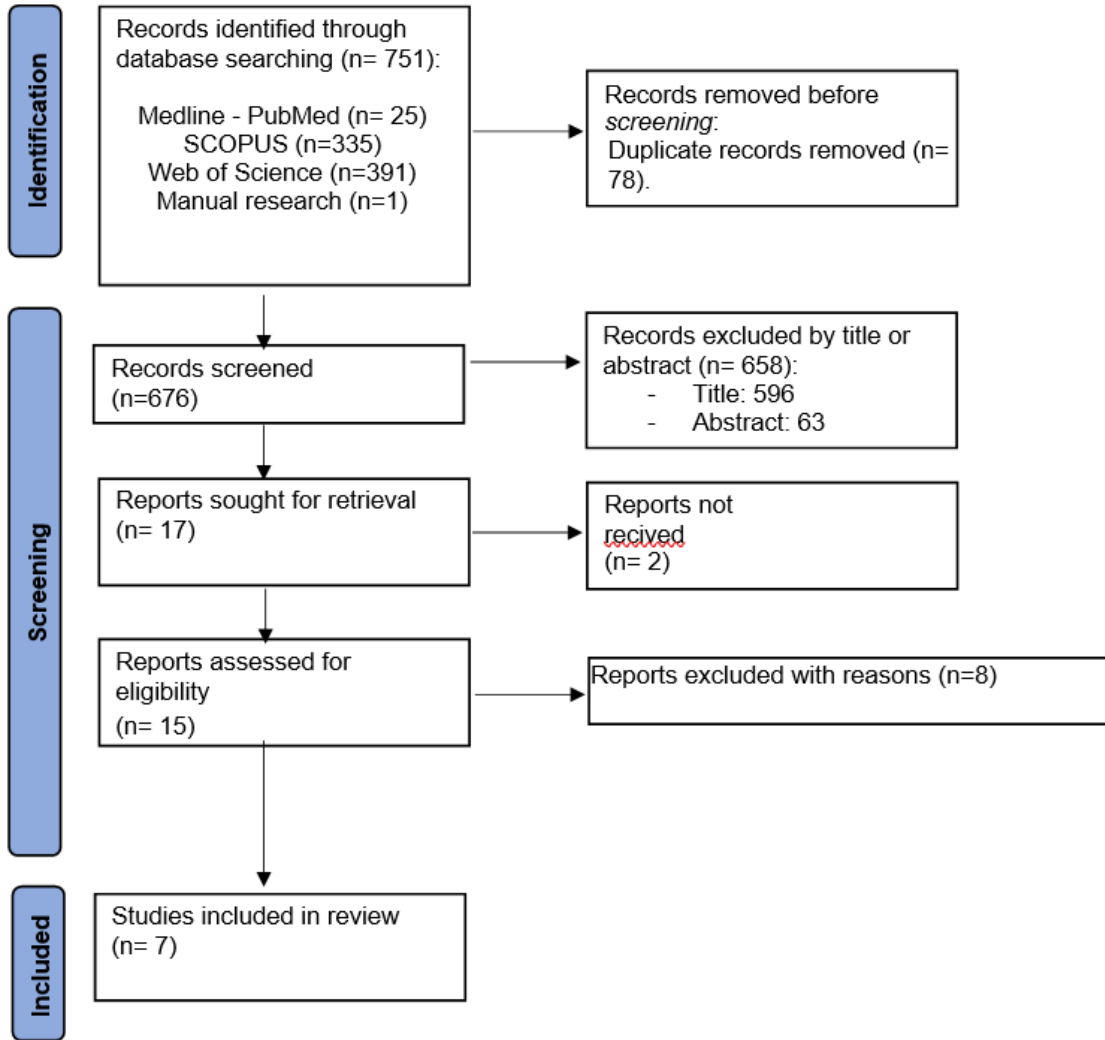 Identification
Records identified through
database searching (n= 751):
Medline - PubMed (n= 25)
SCOPUS (n=335)
Web of Science (n=391)
Manual research (n=1)
Records removed before
screening:
Duplicate records removed (n=
78).
Screening
Records screened
(n=676)
Records excluded by title or
abstract (n= 658):
- Title: 596
- Abstract: 63
Reports sought for retrieval
(n= 17)
Reports not
recived
(n= 2)
Reports assessed for
eligibility
(n= 15)
Reports excluded with reasons (n=8)
Included
Studies included in review
(n= 7)